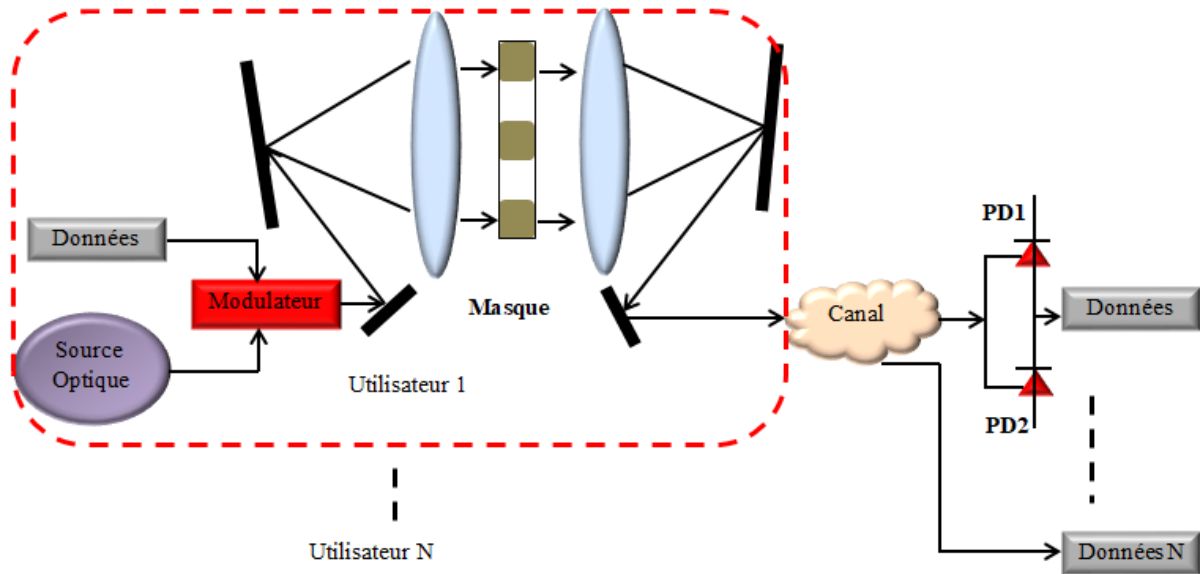 Données
Modulateur
Source
Optique
Masque
Utilisateur 1
Utilisateur N
Canal
PD1
Données
PD2
Données N